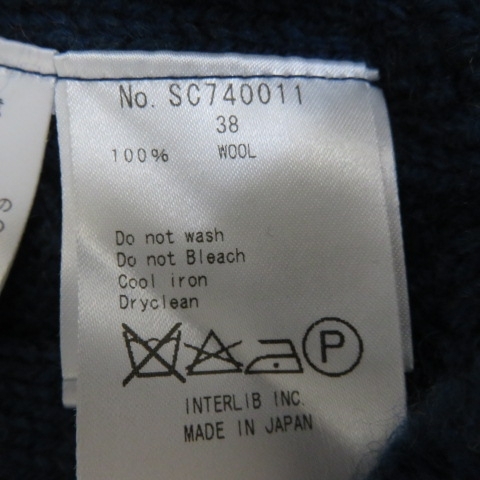 No. SC740011
38
100% WOOL
Do not wash
Do not Bleach
Cool iron
Dryclean
P
INTERLIB INC.
MADE IN JAPAN